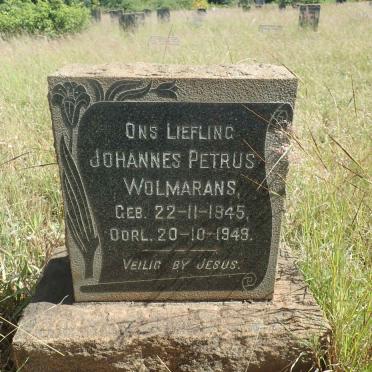 Ons Liefling
Johannes Petrus
Wolmarans,
Geb. 22-11-1945,
Oorl. 20-10-1949.
Veilig by Jesus.